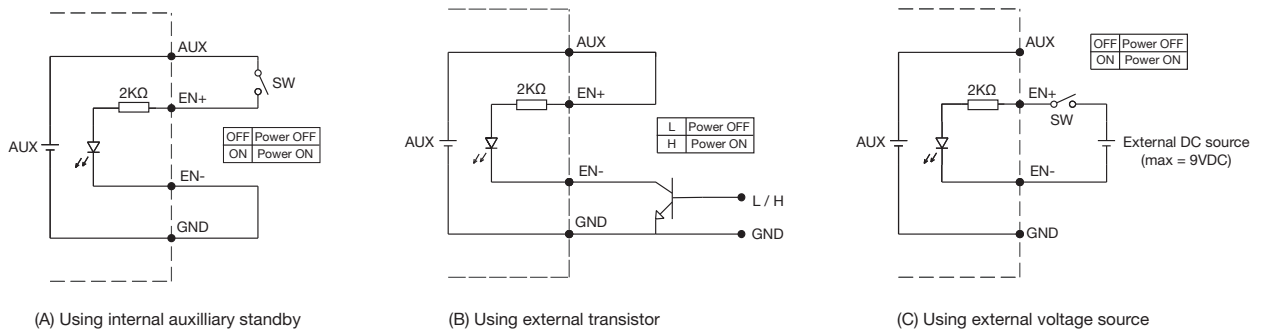 AUX
SW
2KΩ
EN+
OFF Power OFF
ON Power ON
AUX
EN-
GND
(A) Using internal auxilliary standby
AUX
2KΩ
EN+
L Power OFF
H Power ON
AUX
EN-
L / H
GND
GND
(B) Using external transistor
AUX
OFF Power OFF
ON Power ON
2KΩ
EN+
SW
AUX
External DC source
(max = 9VDC)
EN-
GND
(C) Using external voltage source